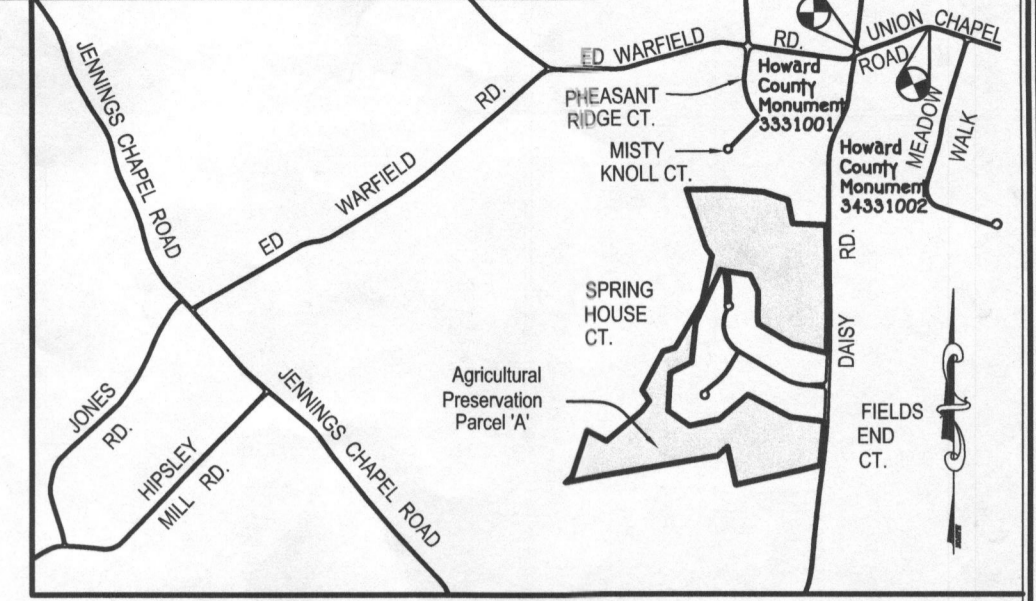 JENNINGS CHAPEL ROAD
ED WARFIELD RD.
UNION CHAPEL
ROAD
RD.
PHEASANT
RIDGE CT.
Howard
County
Monument
3331001
MEADOW
WALK
MISTY
KNOLL CT.
Howard
County
Monument
34331002
ED WARFIELD
RD.
SPRING
HOUSE
CT.
DAISY
Agricultural
Preservation
Parcel 'A'
JONES
RD.
JENNINGS CHAPEL ROAD
FIELDS
END
CT.
HIPSLEY
MILL RD.